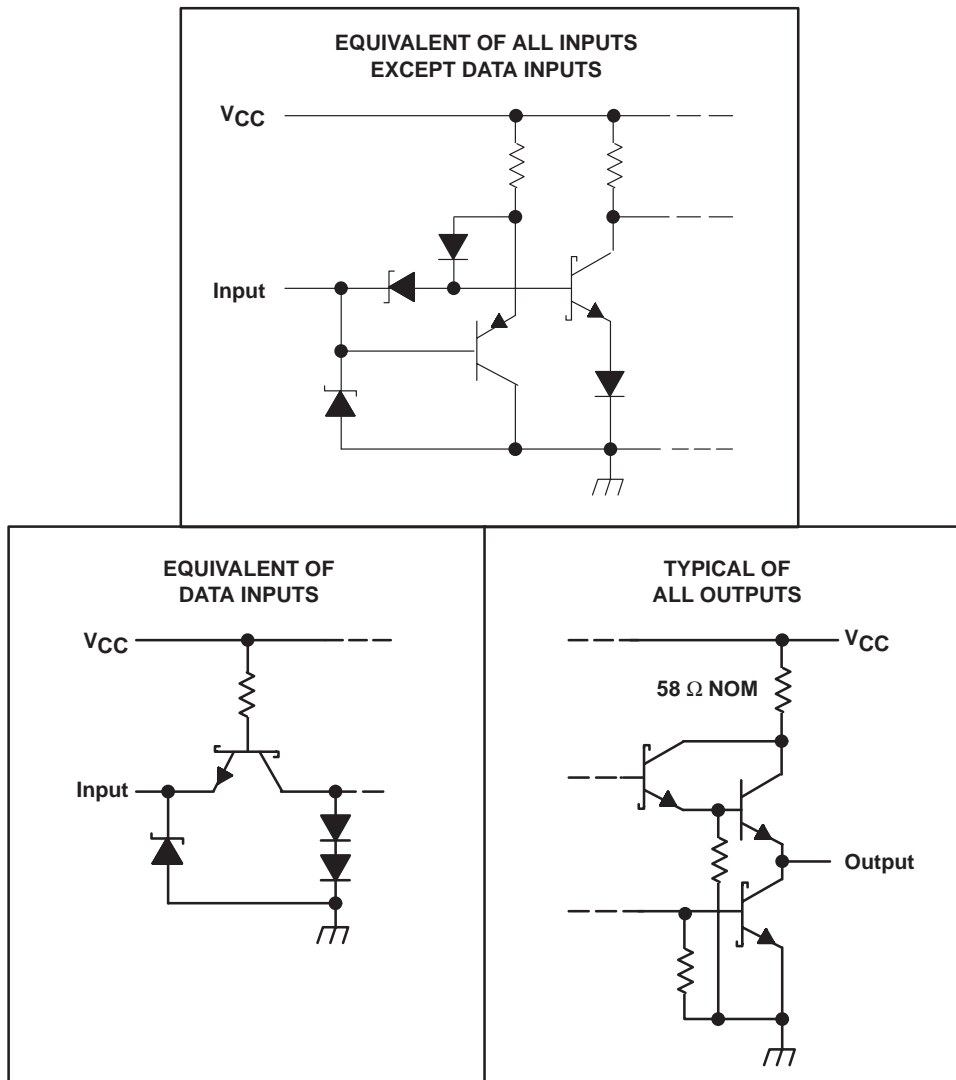 EQUIVALENT OF ALL INPUTS
EXCEPT DATA INPUTS
VCC
Input
EQUIVALENT OF
DATA INPUTS
VCC
Input
TYPICAL OF
ALL OUTPUTS
VCC
58 Ω NOM
Output